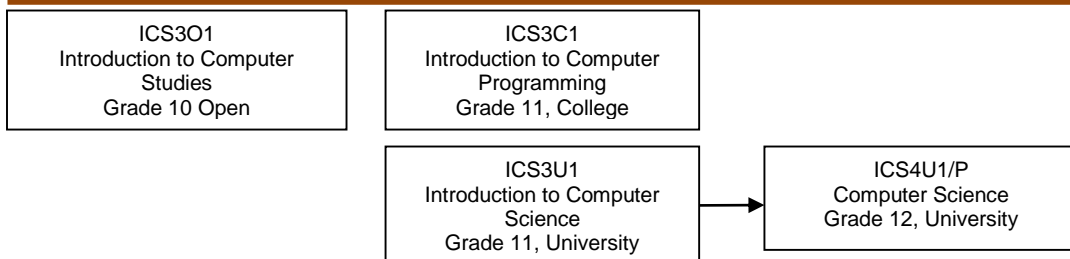 ICS3O1
Introduction to Computer
Studies
Grade 10 Open
ICS3C1
Introduction to Computer
Programming
Grade 11, College
ICS3U1
Introduction to Computer
Science
Grade 11, University
ICS4U1/P
Computer Science
Grade 12, University